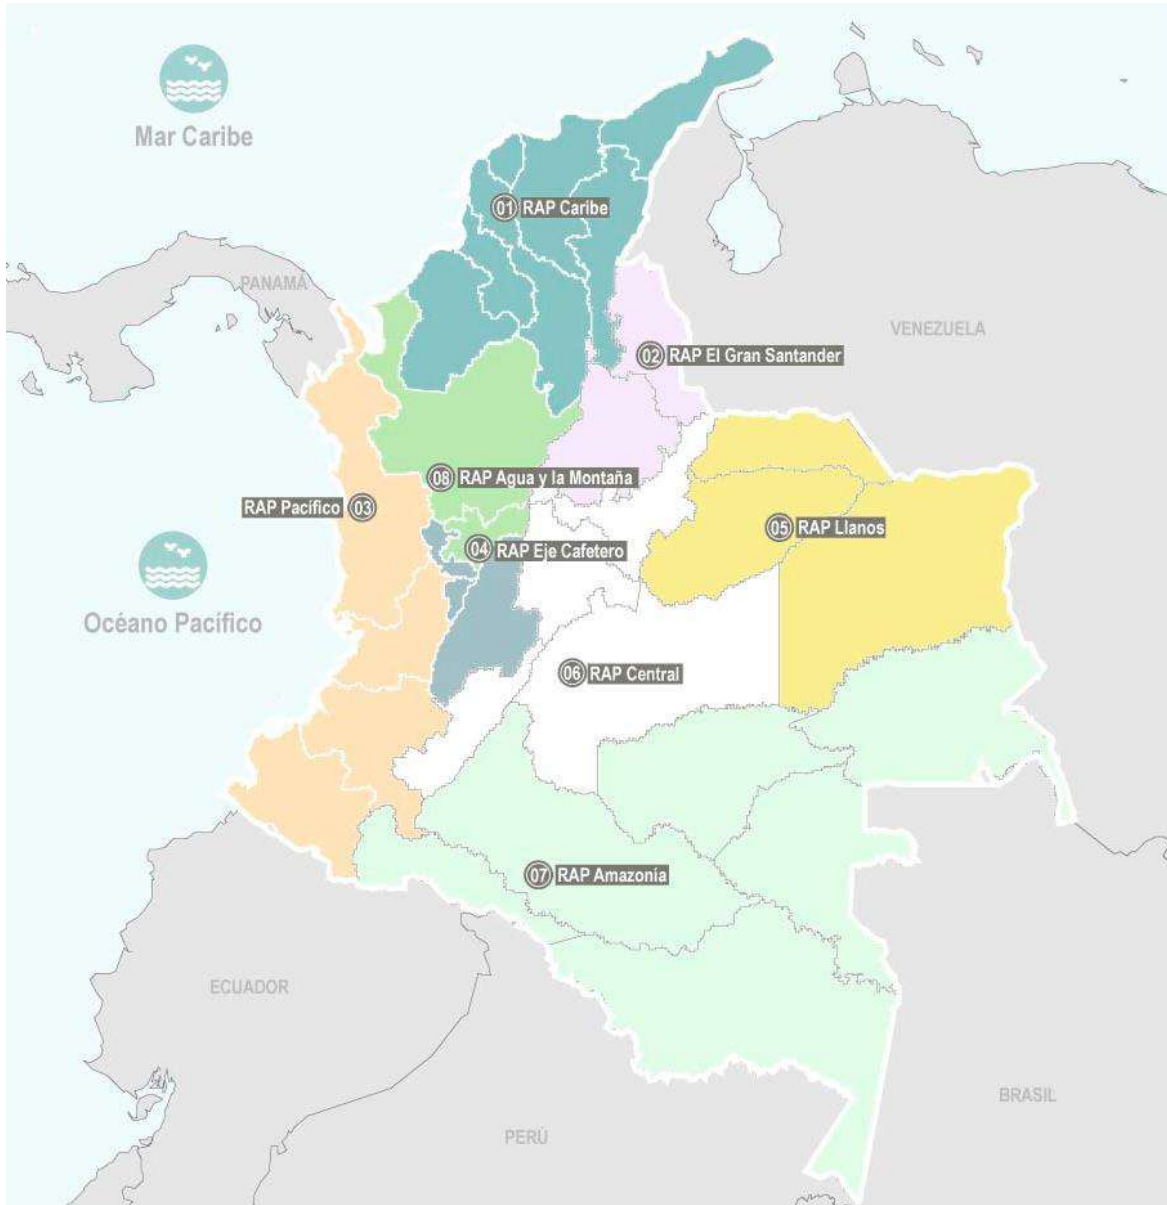 Mar Caribe
01 RAP Caribe
PANAMÁ
VENEZUELA
02 RAP El Gran Santander
08 RAP Agua y la Montaña
RAP Pacífico 03
05 RAP Llanos
04 RAP Eje Cafetero
Océano Pacífico
06 RAP Central
07 RAP Amazonía
ECUADOR
BRASIL
PERÚ